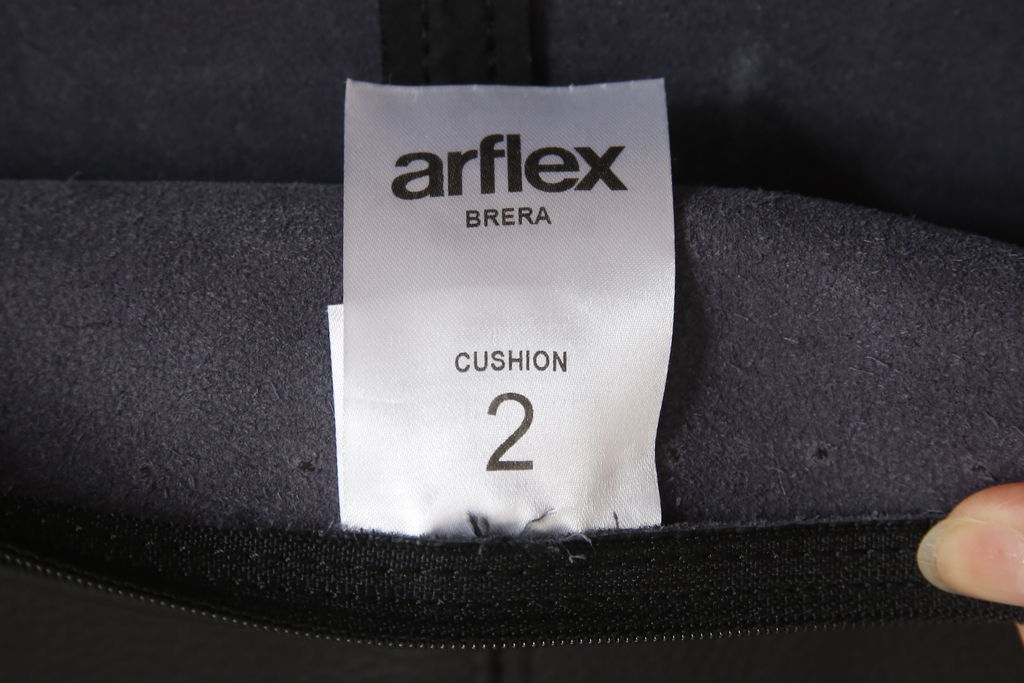 arflex
BRERA
CUSHION
2